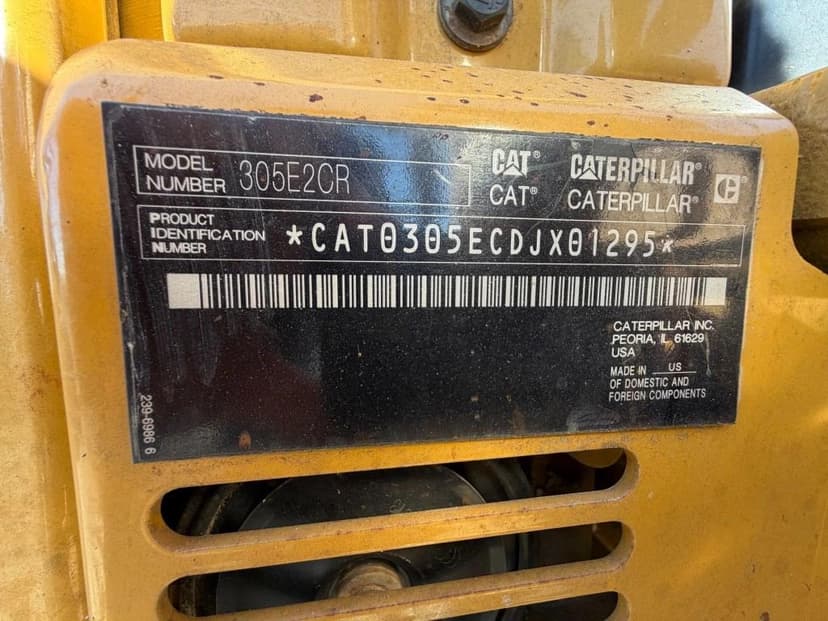 MODEL NUMBER 305E2CR
CAT® CATERPILLAR® C
CAT® CATERPILLAR®
PRODUCT IDENTIFICATION NUMBER *CAT0305ECDJX01295*
CATERPILLAR INC.
PEORIA, IL 61629
USA
MADE IN US
OF DOMESTIC AND
FOREIGN COMPONENTS
239-6986 6